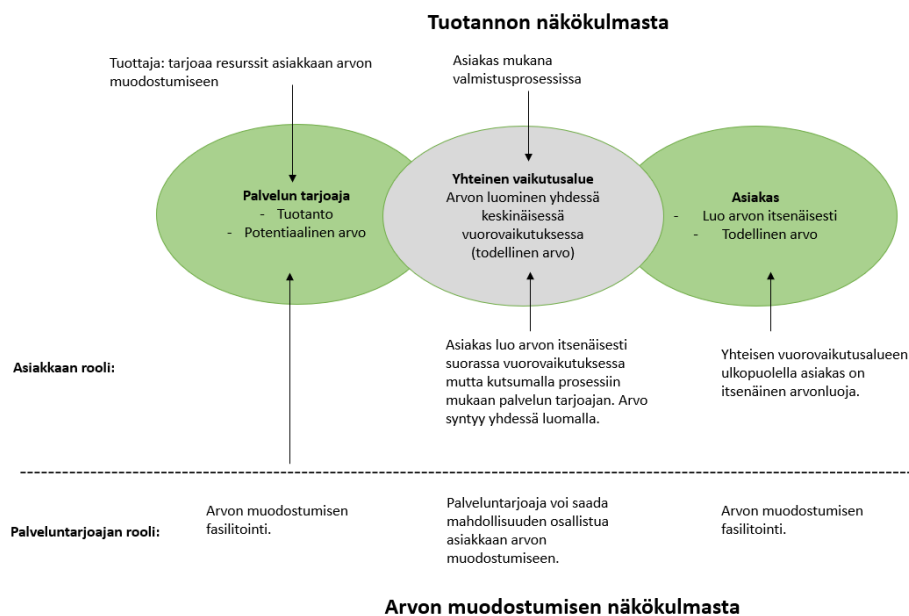 Tuotannon näkökulmasta
Tuottaja: tarjoaa resurssit asiakkaan arvon
muodostumiseen
Asiakas mukana
valmistusprosessissa
Palvelun tarjoaja
- Tuotanto
- Potentiaalinen arvo
Yhteinen vaikutusalue
Arvon luominen yhdessä
keskinäisessä
vuorovaikutuksessa
(todellinen arvo)
Asiakas
- Luo arvon itsenäisesti
- Todellinen arvo
Asiakkaan rooli:
Asiakas luo arvon itsenäisesti
suorassa vuorovaikutuksessa
mutta kutsumalla prosessiin
mukaan palvelun tarjoajan. Arvo
syntyy yhdessä luomalla.
Yhteisen vuorovaikutusalueen
ulkopuolella asiakas on
itsenäinen arvonluoja.
Palveluntarjoajan rooli:
Arvon muodostumisen
fasilitointi.
Palveluntarjoaja voi saada
mahdollisuuden osallistua
asiakkaan arvon
muodostumiseen.
Arvon muodostumisen
fasilitointi.
Arvon muodostumisen näkökulmasta